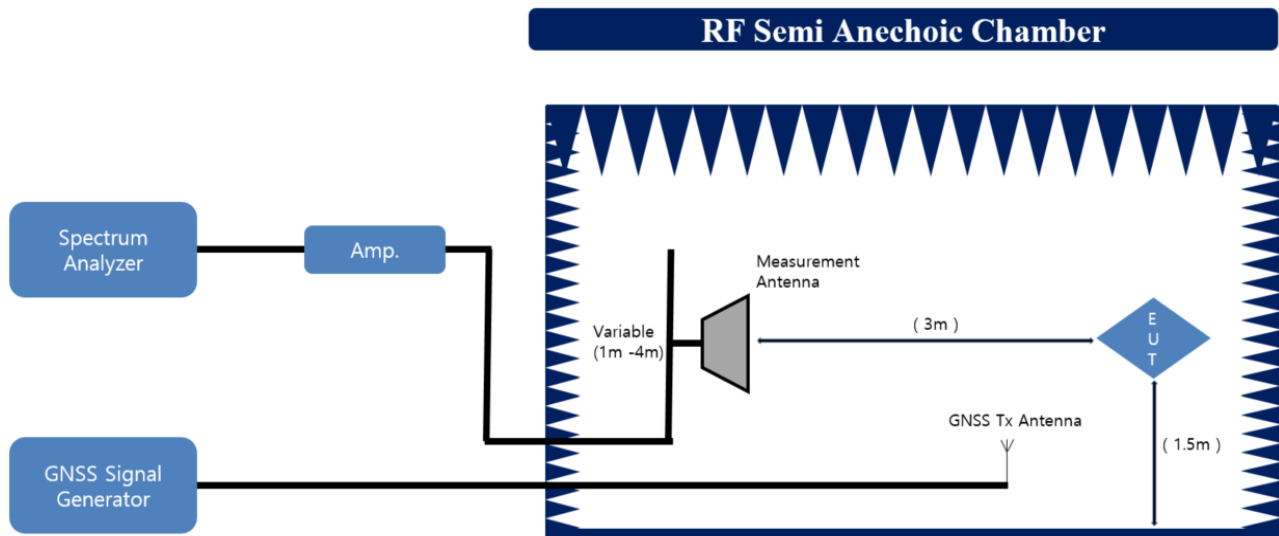 RF Semi Anechoic Chamber
Spectrum
Analyzer
Amp.
Measurement
Antenna
Variable
(1m -4m)
( 3m )
E
U
T
GNSS Tx Antenna
( 1.5m )
GNSS Signal
Generator